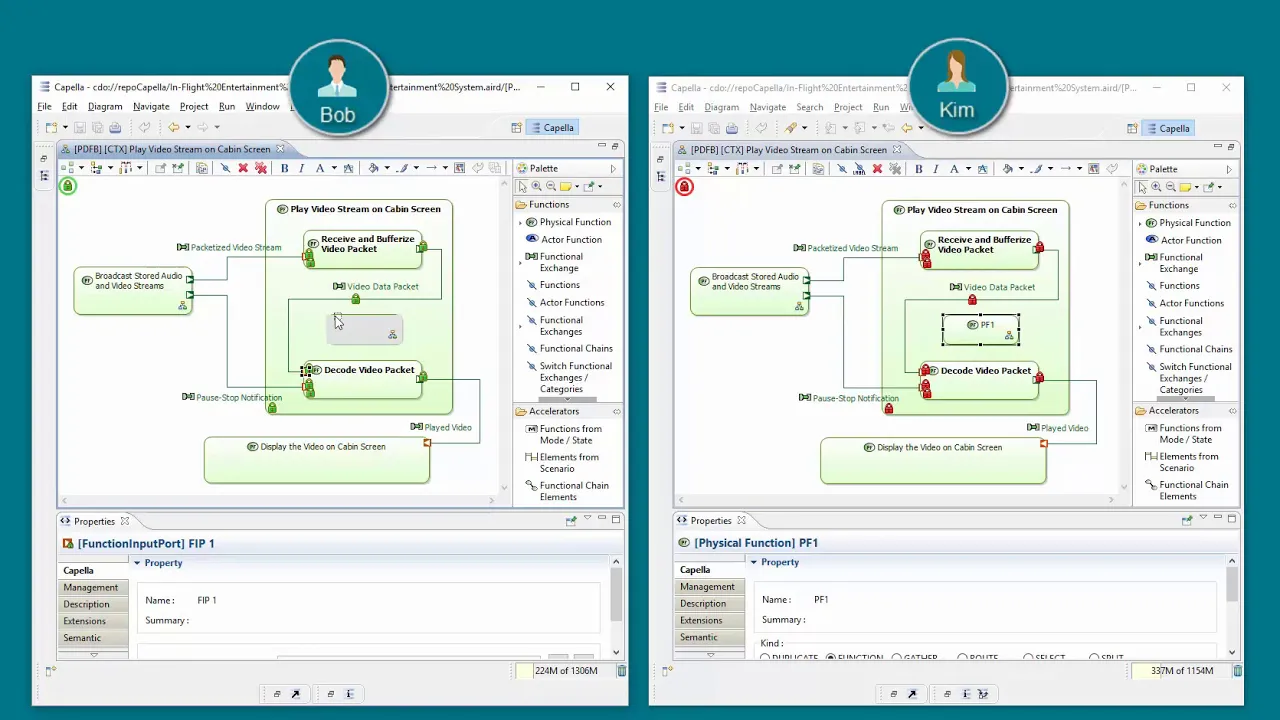 Bob
Kim
Capella - cdo://repoCapella/In-Flight%20Entertainment%
ertainment%20System.aird/[P...
File Edit Diagram Navigate Project Run Window
Capella
[PDFB] [CTX] Play Video Stream on Cabin Screen
B I A
Palette
Functions
Physical Function
Actor Function
Functional
Exchange
Functions
Actor Functions
Functional
Exchanges
Functional Chains
Switch Functional
Exchanges /
Categories
Accelerators
Functions from
Mode / State
Elements from
Scenario
Functional Chain
Elements
Play Video Stream on Cabin Screen
Receive and Bufferize
Video Packet
Packetized Video Stream
Broadcast Stored Audio
and Video Streams
Video Data Packet
Decode Video Packet
Pause-Stop Notification
Played Video
Display the Video on Cabin Screen
Properties
[FunctionInputPort] FIP 1
Capella
Management
Description
Extensions
Semantic
Property
Name : FIP 1
Summary :
224M of 1306M
Capella - cdo://repoCapella/In-Flight%20Entertainment%
ertainment%20System.aird/[P...
File Edit Diagram Navigate Search Project Run
Capella
[PDFB] [CTX] Play Video Stream on Cabin Screen
B I A
Palette
Functions
Physical Function
Actor Function
Functional
Exchange
Functions
Actor Functions
Functional
Exchanges
Functional Chains
Switch Functional
Exchanges /
Categories
Accelerators
Functions from
Mode / State
Elements from
Scenario
Functional Chain
Elements
Play Video Stream on Cabin Screen
Receive and Bufferize
Video Packet
Packetized Video Stream
Broadcast Stored Audio
and Video Streams
Video Data Packet
PF1
Decode Video Packet
Pause-Stop Notification
Played Video
Display the Video on Cabin Screen
Properties
[Physical Function] PF1
Capella
Management
Description
Extensions
Semantic
Property
Name : PF1
Summary :
Kind :
DUPLICATE FUNCTION GATHER ROUTE SELECT SPLIT
337M of 1154M